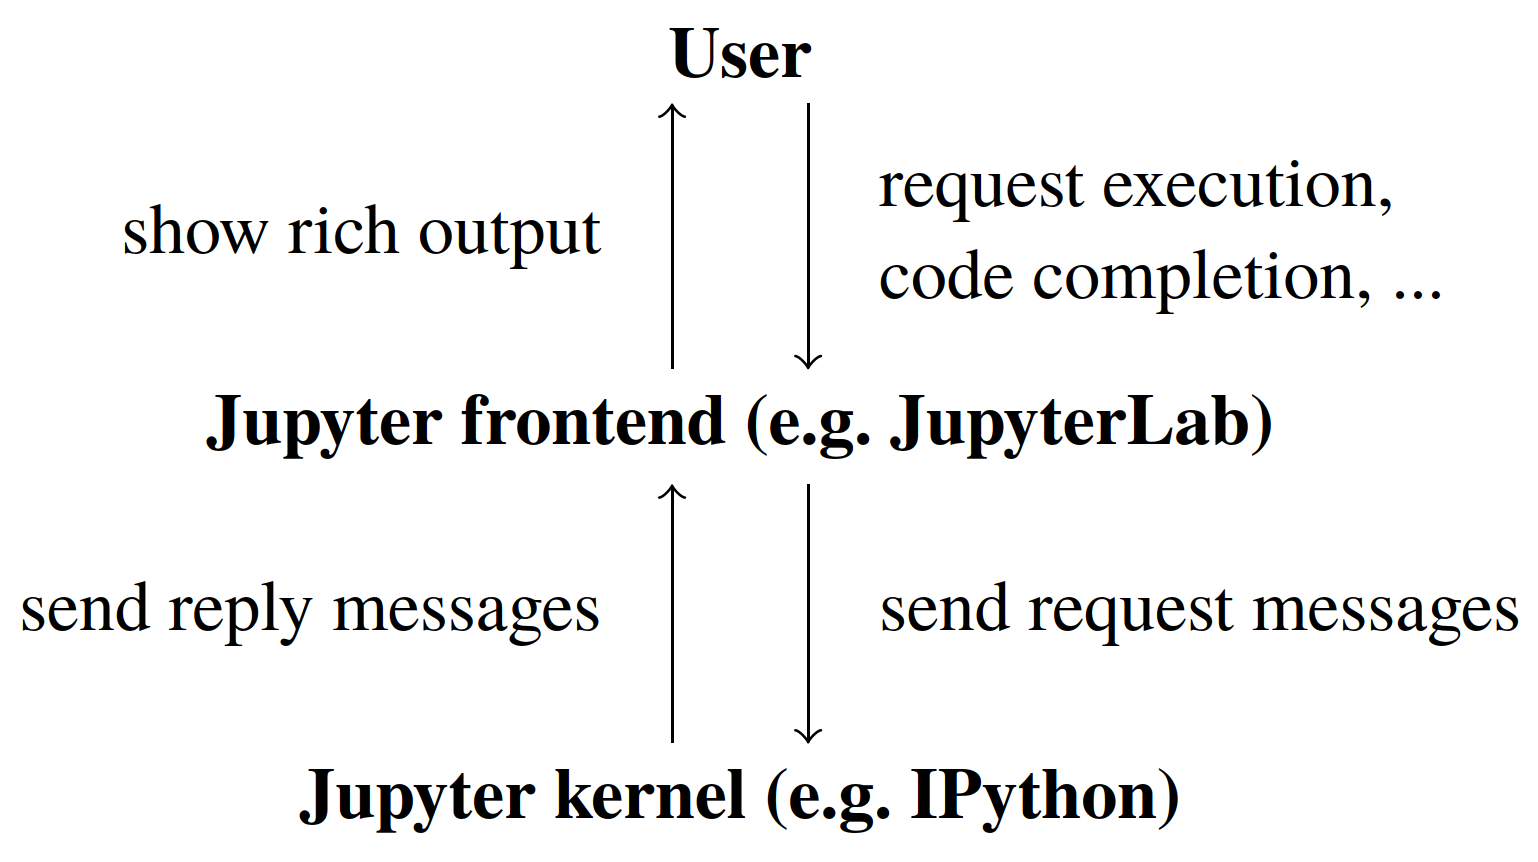 User
show rich output
request execution,
code completion, ...
Jupyter frontend (e.g. JupyterLab)
send reply messages
send request messages
Jupyter kernel (e.g. IPython)